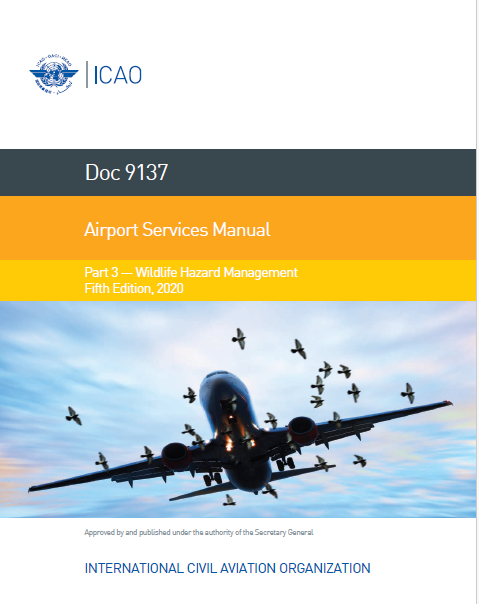 ICAO
Doc 9137
Airport Services Manual
Part 3 — Wildlife Hazard Management
Fifth Edition, 2020
Approved by and published under the authority of the Secretary General
INTERNATIONAL CIVIL AVIATION ORGANIZATION